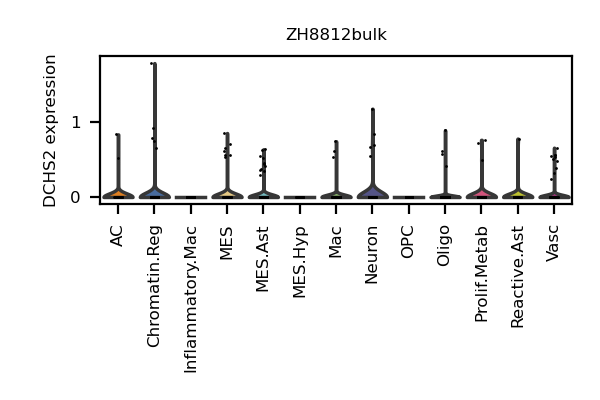 ZH8812bulk
DCHS2 expression
1
0
AC
Chromatin.Reg
Inflammatory.Mac
MES
MES.Ast
MES.Hyp
Mac
Neuron
OPC
Oligo
Prolif.Metab
Reactive.Ast
Vasc